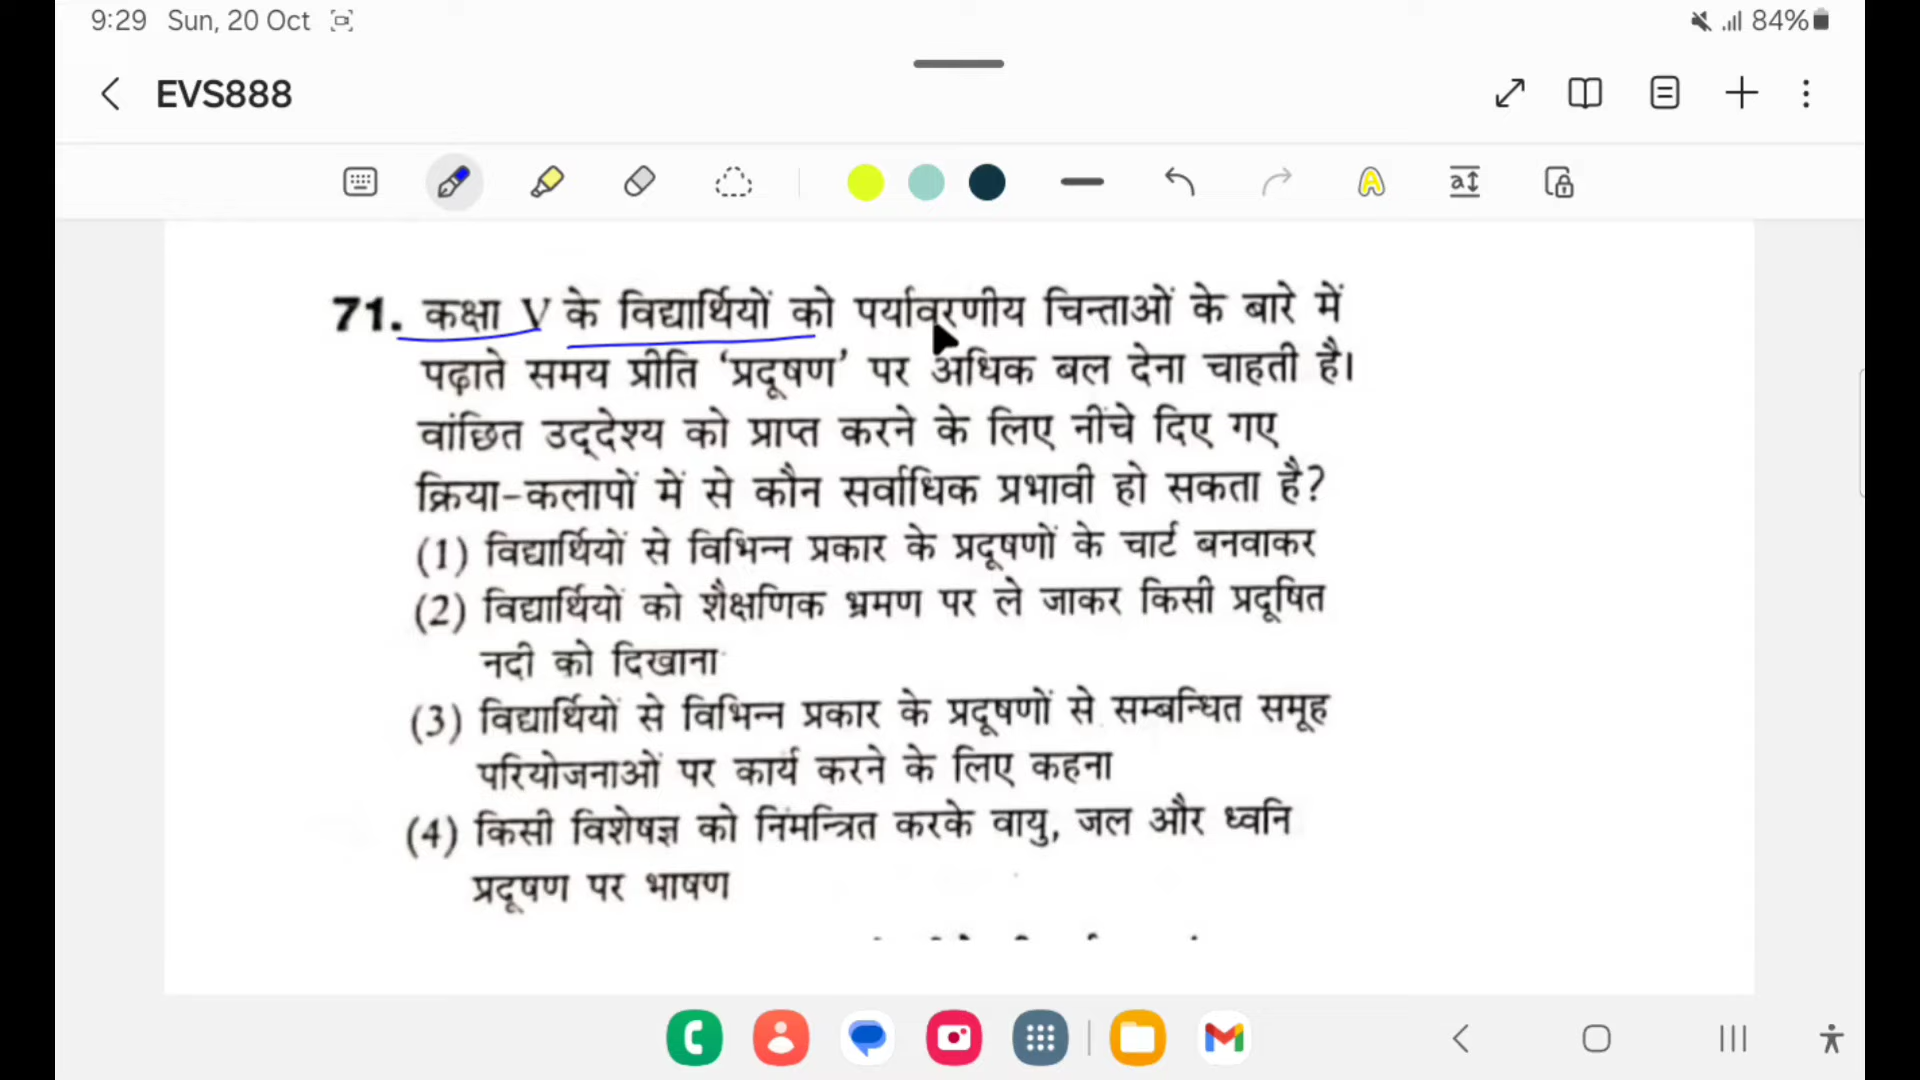 9:29 Sun, 20 Oct
84%
EVS888
71. कक्षा V के विद्यार्थियों को पर्यावरणीय चिन्ताओं के बारे में
पढ़ाते समय प्रीति ‘प्रदूषण’ पर अधिक बल देना चाहती है।
वांछित उद्देश्य को प्राप्त करने के लिए नीचे दिए गए
क्रिया-कलापों में से कौन सर्वाधिक प्रभावी हो सकता है?
(1) विद्यार्थियों से विभिन्न प्रकार के प्रदूषणों के चार्ट बनवाकर
(2) विद्यार्थियों को शैक्षणिक भ्रमण पर ले जाकर किसी प्रदूषित
नदी को दिखाना
(3) विद्यार्थियों से विभिन्न प्रकार के प्रदूषणों से सम्बन्धित समूह
परियोजनाओं पर कार्य करने के लिए कहना
(4) किसी विशेषज्ञ को निमन्त्रित करके वायु, जल और ध्वनि
प्रदूषण पर भाषण